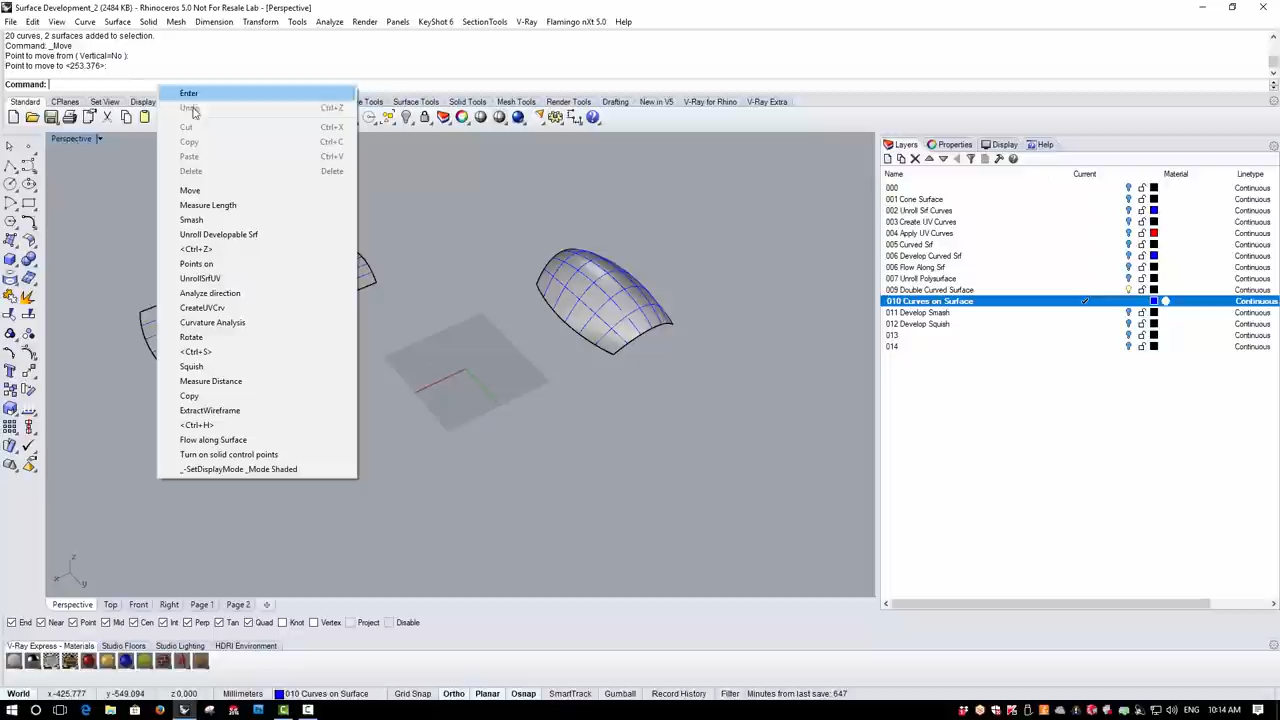 Surface Development_2 (2484 KB) - Rhinoceros 5.0 Not For Resale Lab - [Perspective]
File Edit View Curve Surface Solid Mesh Dimension Transform Tools Analyze Render Panels KeyShot 6 SectionTools V-Ray Flamingo nXt 5.0 Help
20 curves, 2 surfaces added to selection.
Command: _Move
Point to move from ( Vertical=No ):
Point to move to <253.376>:
Command:
Standard CPlanes Set View Display Tools Surface Tools Solid Tools Mesh Tools Render Tools Drafting New in V5 V-Ray for Rhino V-Ray Extra
Enter
Undo Ctrl+Z
Cut Ctrl+X
Copy Ctrl+C
Paste Ctrl+V
Delete Delete
Move
Measure Length
Smash
Unroll Developable Srf
<Ctrl+Z>
Points on
UnrollSrfUV
Analyze direction
CreateUVCrv
Curvature Analysis
Rotate
<Ctrl+S>
Squish
Measure Distance
Copy
ExtractWireframe
<Ctrl+H>
Flow along Surface
Turn on solid control points
_-SetDisplayMode _Mode Shaded
Perspective
z
x
y
Layers Properties Display Help
Name Current Material Linetype
000 Continuous
001 Cone Surface Continuous
002 Unroll Srf Curves Continuous
003 Create UV Curves Continuous
004 Apply UV Curves Continuous
005 Curved Srf Continuous
006 Develop Curved Srf Continuous
006 Flow Along Srf Continuous
007 Unroll Polysurface Continuous
009 Double Curved Surface Continuous
010 Curves on Surface Continuous
011 Develop Smash Continuous
012 Develop Squish Continuous
013 Continuous
014 Continuous
Perspective Top Front Right Page 1 Page 2
End Near Point Mid Cen Int Perp Tan Quad Knot Vertex Project Disable
V-Ray Express - Materials Studio Floors Studio Lighting HDRI Environment
World x -425.777 y -549.094 z 0.000 Millimeters 010 Curves on Surface Grid Snap Ortho Planar Osnap SmartTrack Gumball Record History Filter Minutes from last save: 647
ENG 10:14 AM